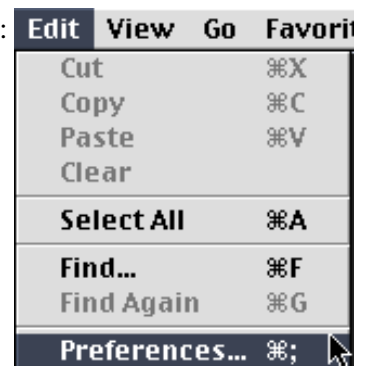 : Edit View Go Favorit
Cut ⌘X
Copy ⌘C
Paste ⌘V
Clear
Select All ⌘A
Find... ⌘F
Find Again ⌘G
Preferences... ⌘;